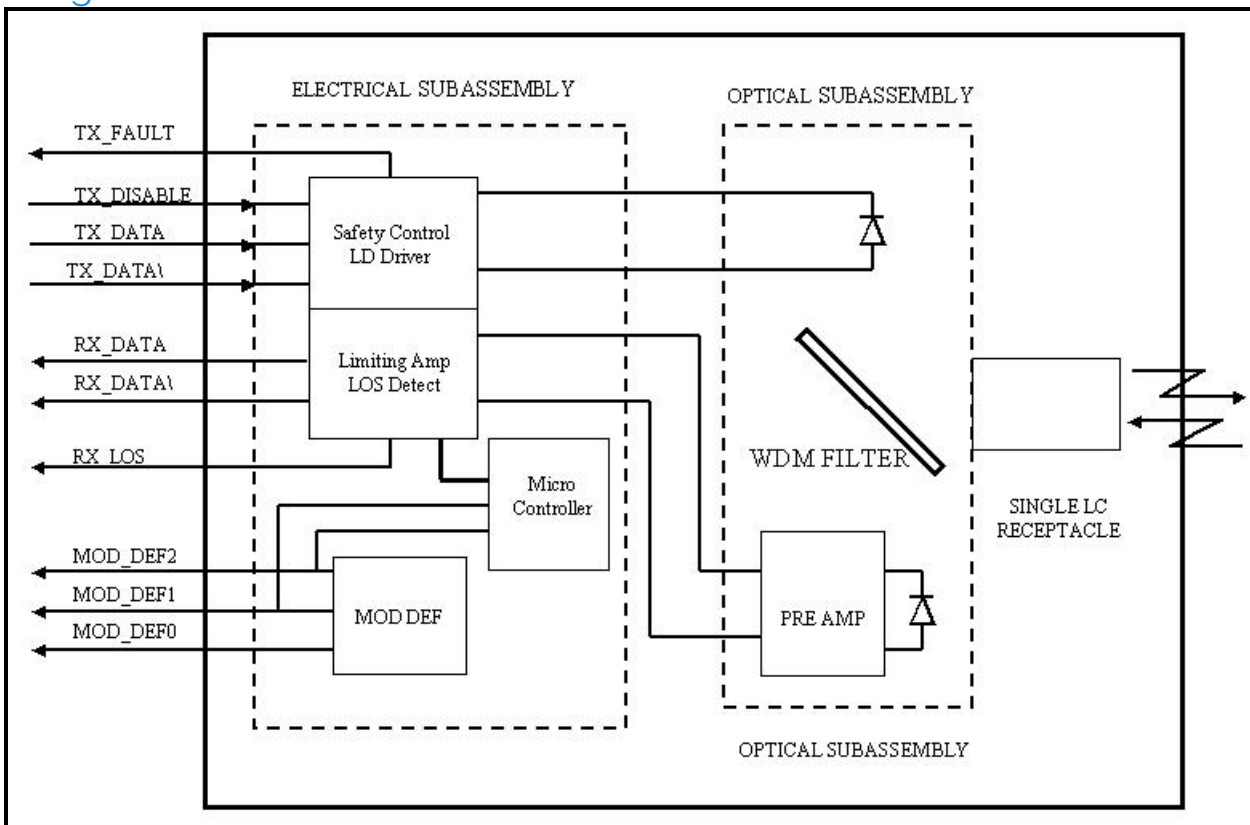 ELECTRICAL SUBASSEMBLY
OPTICAL SUBASSEMBLY
TX_FAULT
TX_DISABLE
TX_DATA
TX_DATA\
Safety Control
LD Driver
RX_DATA
RX_DATA\
Limiting Amp
LOS Detect
RX_LOS
WDM FILTER
Micro
Controller
SINGLE LC
RECEPTACLE
MOD_DEF2
MOD_DEF1
MOD_DEF0
MOD DEF
PRE AMP
OPTICAL SUBASSEMBLY